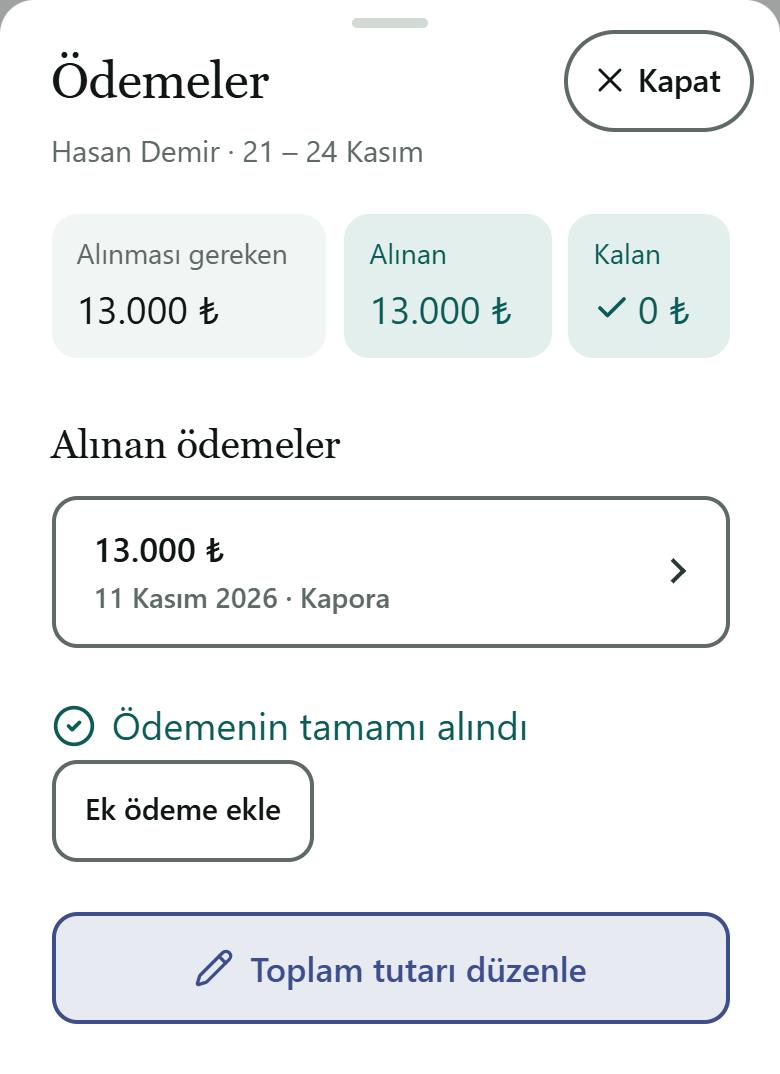 Ödemeler
Kapat
Hasan Demir · 21 – 24 Kasım
Alınması gereken
13.000 ₺
Alınan
13.000 ₺
Kalan
0 ₺
Alınan ödemeler
13.000 ₺
11 Kasım 2026 · Kapora
Ödemenin tamamı alındı
Ek ödeme ekle
Toplam tutarı düzenle